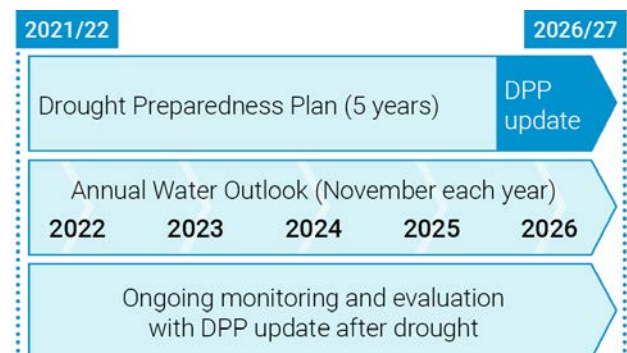 2021/22 2026/27
Drought Preparedness Plan (5 years)
DPP
update
Annual Water Outlook (November each year)
2022 2023 2024 2025 2026
Ongoing monitoring and evaluation
with DPP update after drought